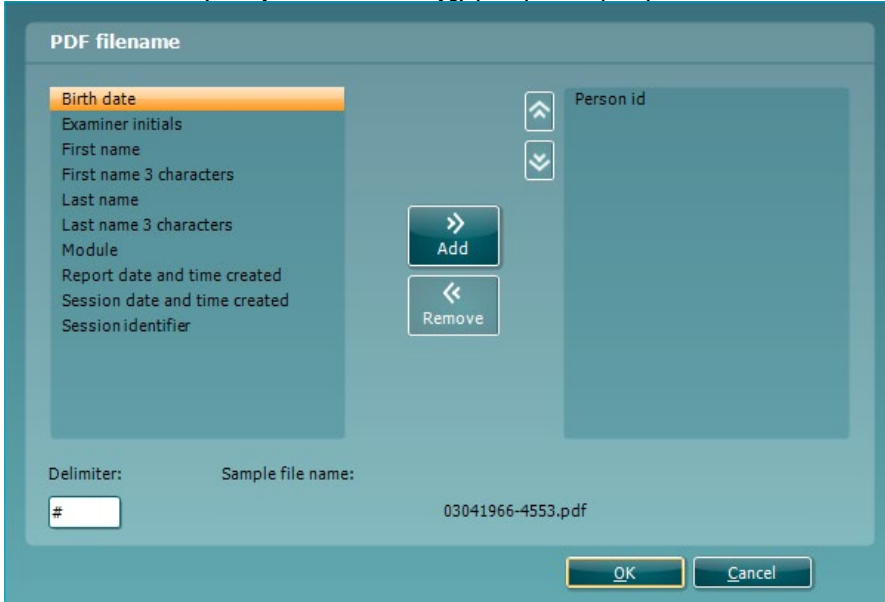 PDF filename
Birth date
Examiner initials
First name
First name 3 characters
Last name
Last name 3 characters
Module
Report date and time created
Session date and time created
Session identifier
Add
Remove
Person id
Delimiter:
Sample file name:
#
03041966-4553.pdf
OK
Cancel